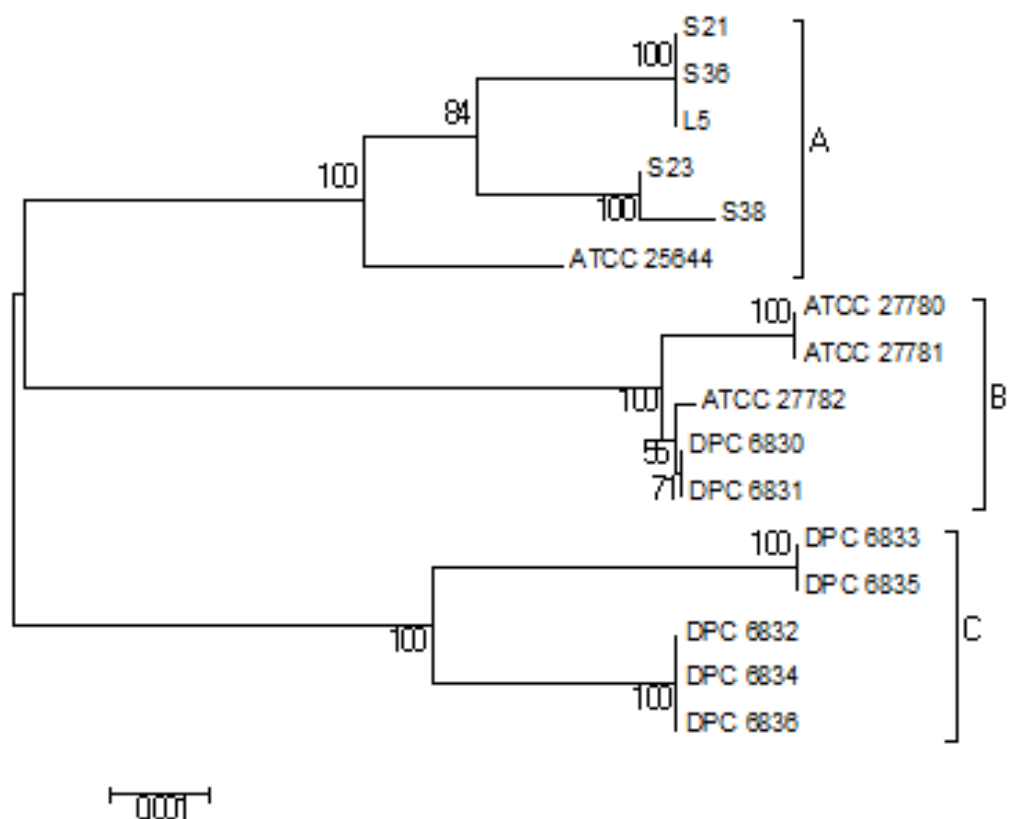 S21
100
S36
L5
84
A
S23
100
100
S38
ATCC 25644
ATCC 27780
100
ATCC 27781
B
100
ATCC 27782
DPC 6830
55
71
DPC 6831
DPC 6833
100
DPC 6835
C
DPC 6832
100
DPC 6834
100
DPC 6836
0.001